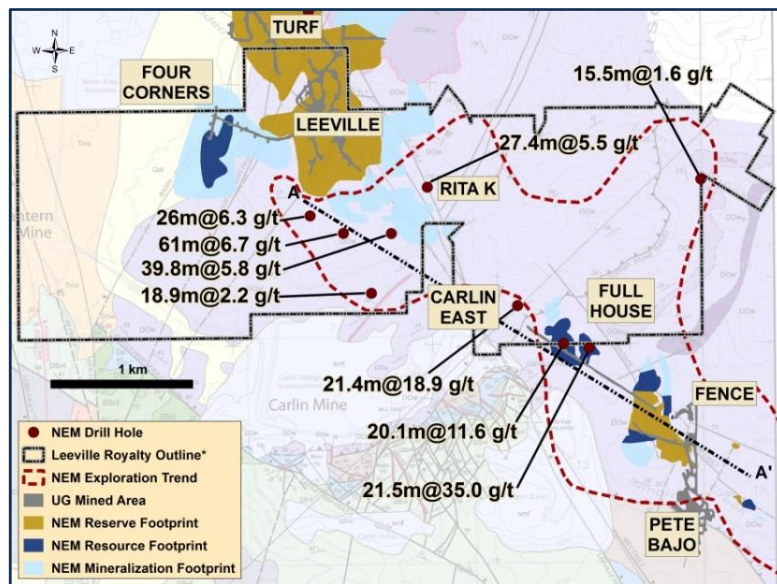 TURF
N
W E
S
FOUR
CORNERS
15.5m@1.6 g/t
LEEVILLE
27.4m@5.5 g/t
RITA K
A
26m@6.3 g/t
61m@6.7 g/t
39.8m@5.8 g/t
18.9m@2.2 g/t
CARLIN
EAST
FULL
HOUSE
1 km
21.4m@18.9 g/t
Carlin Mine
FENCE
20.1m@11.6 g/t
A'
21.5m@35.0 g/t
PETE
BAJO
NEM Drill Hole
Leeville Royalty Outline*
NEM Exploration Trend
UG Mined Area
NEM Reserve Footprint
NEM Resource Footprint
NEM Mineralization Footprint